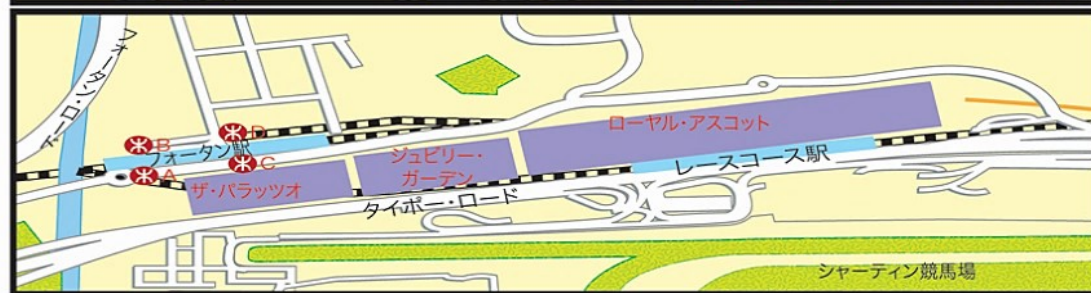 フォータン・ロード
B
D
フォータン駅
C
A
ザ・パラッツオ
ジュビリー・
ガーデン
ローヤル・アスコット
レースコース駅
タイポー・ロード
シャーティン競馬場